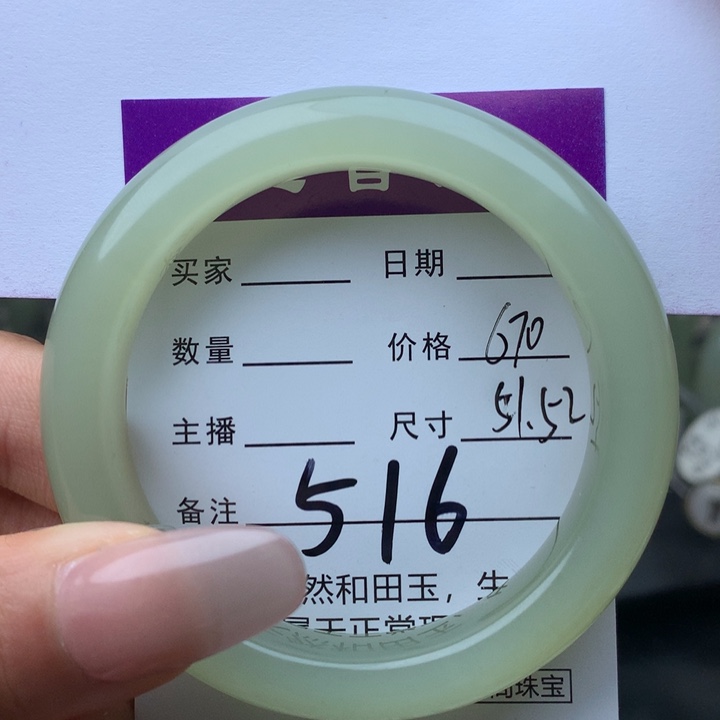 买家 日期
数量 价格 670
主播 尺寸 51.52
备注 516
然和田玉，生
珠宝